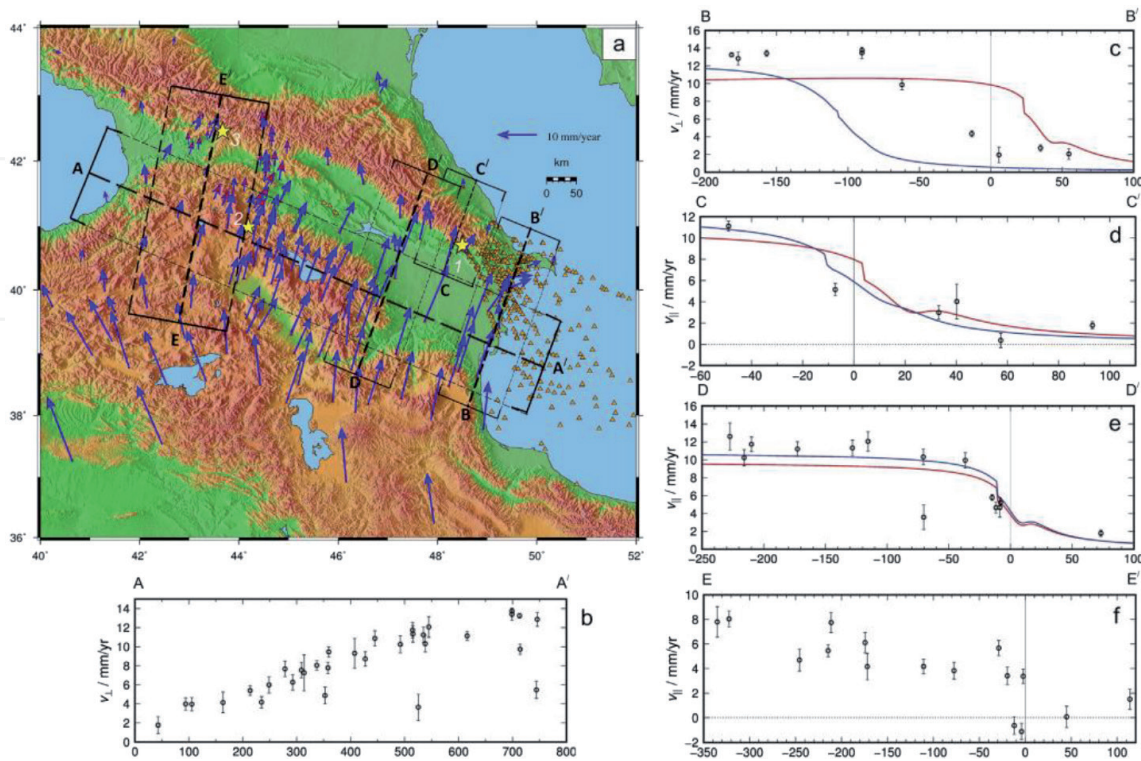 44°
42°
40°
38°
36°
40° 42° 44° 46° 48° 50° 52°
a
10 mm/year
km
0 50
A
E
E
D
D′
C′
B′
C
A′
B
1
2
3
B B′
c
v⊥ / mm/yr
16
14
12
10
8
6
4
2
0
−200 −150 −100 −50 0 50 100
C C′
d
v|| / mm/yr
12
10
8
6
4
2
0
−2
−60 −40 −20 0 20 40 60 80 100
D D′
e
v|| / mm/yr
16
14
12
10
8
6
4
2
0
−250 −200 −150 −100 −50 0 50 100
A A′
b
v⊥ / mm/yr
14
12
10
8
6
4
2
0
0 100 200 300 400 500 600 700 800
E E′
f
v|| / mm/yr
10
8
6
4
2
0
−2
−350 −300 −250 −200 −150 −100 −50 0 50 100